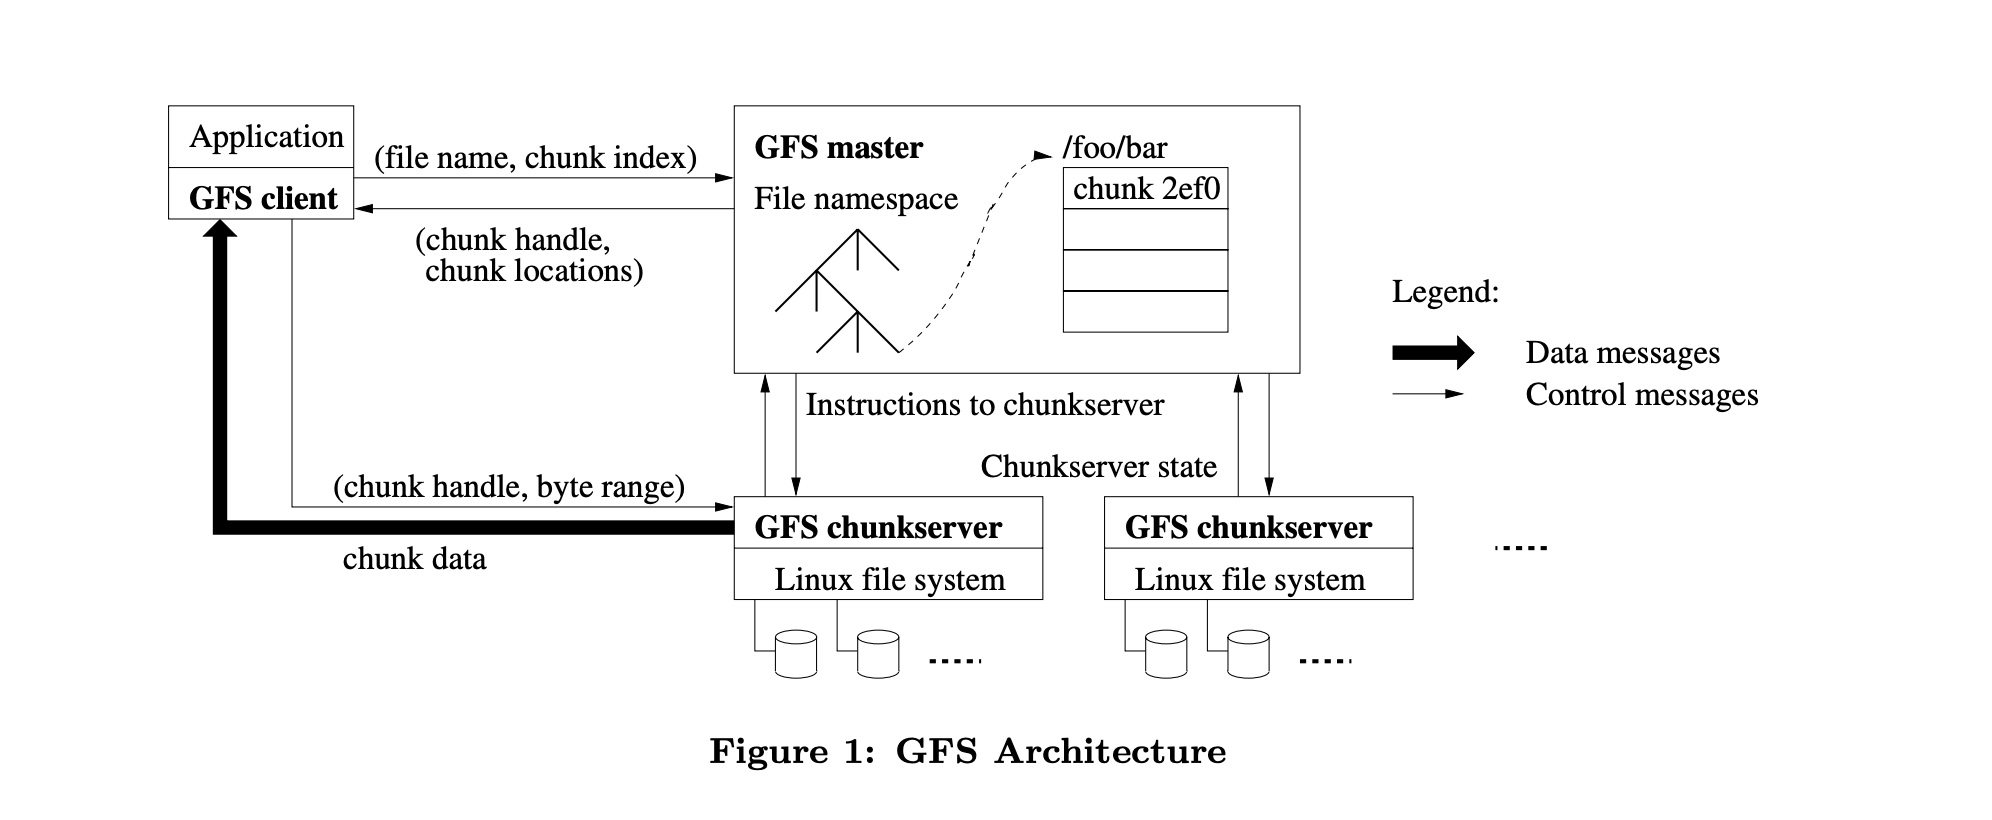 Application
GFS client
(file name, chunk index)
(chunk handle,
chunk locations)
GFS master
File namespace
/foo/bar
chunk 2ef0
Legend:
Data messages
Control messages
Instructions to chunkserver
Chunkserver state
(chunk handle, byte range)
chunk data
GFS chunkserver
Linux file system
GFS chunkserver
Linux file system
Figure 1: GFS Architecture